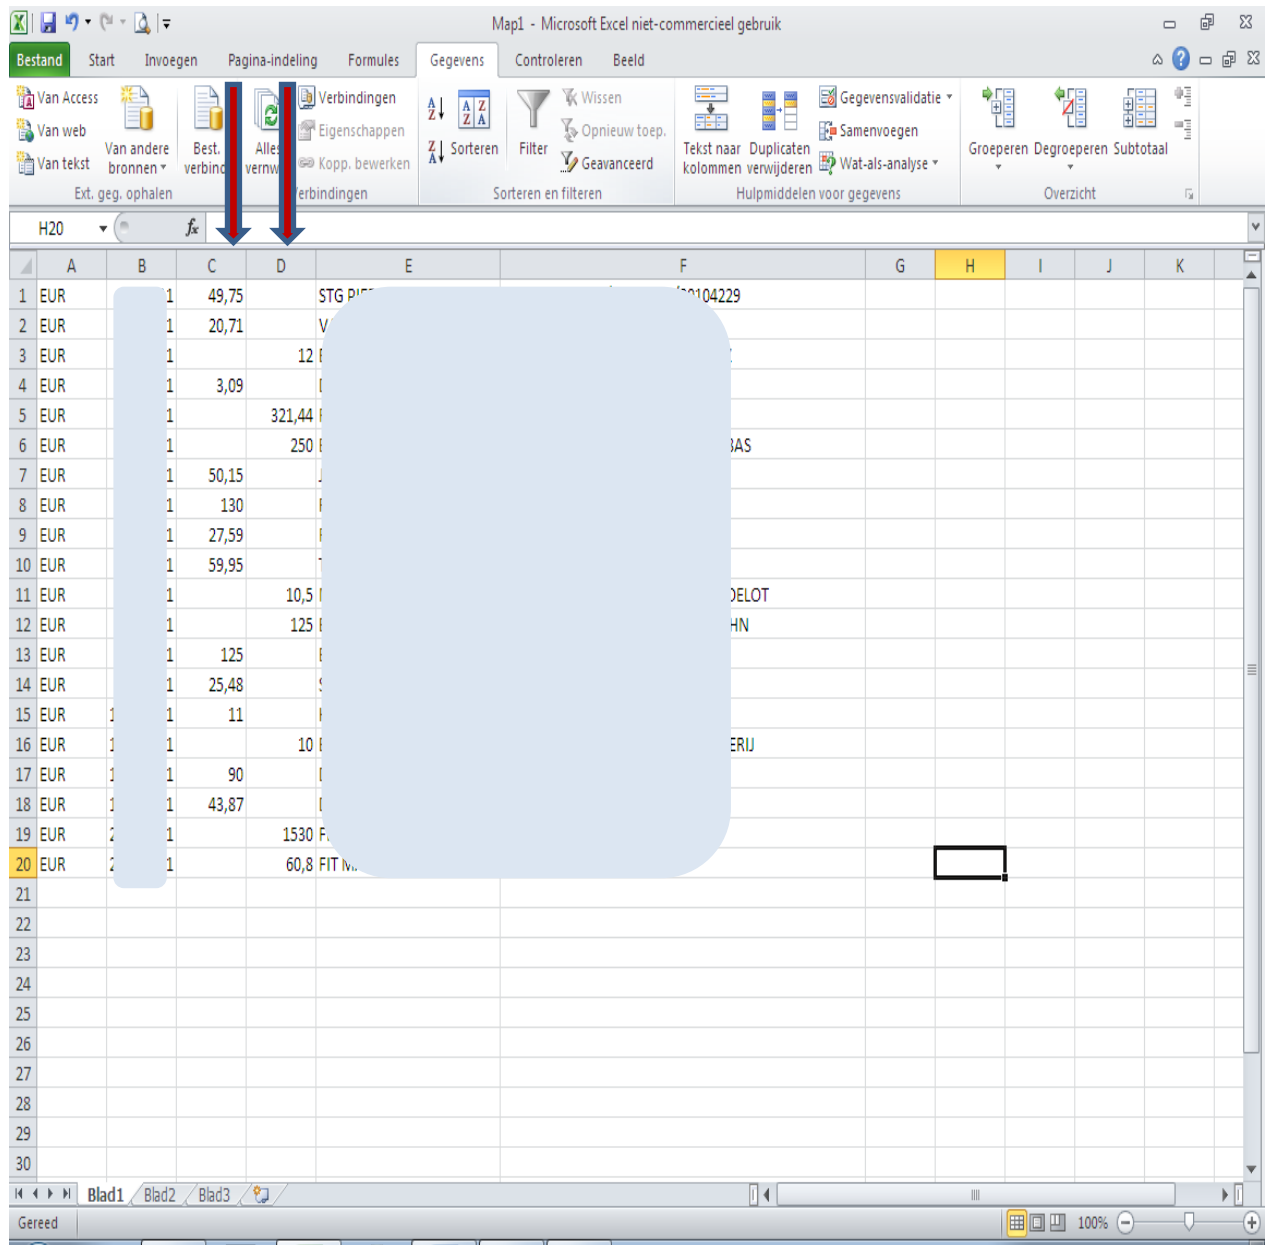 Map1 - Microsoft Excel niet-commercieel gebruik
Bestand Start Invoegen Pagina-indeling Formules Gegevens Controleren Beeld
Van Access
Van web
Van tekst
Van andere
bronnen
Best.
Alles
Verbindingen
Eigenschappen
Kopp. bewerken
Sorteren
Filter
Wissen
Opnieuw toep.
Geavanceerd
Tekst naar
kolommen
Duplicaten
verwijderen
Gegevensvalidatie
Samenvoegen
Wat-als-analyse
Groeperen Degroeperen Subtotaal
Ext. geg. ophalen
Sorteren en filteren Hulpmiddelen voor gegevens Overzicht
H20 fx
A B C D E F G H I J K
1 EUR 1 49,75 STG
2 EUR 1 20,71
3 EUR 1 12
4 EUR 1 3,09
5 EUR 1 321,44
6 EUR 1 250
7 EUR 1 50,15
8 EUR 1 130
9 EUR 1 27,59
10 EUR 1 59,95
11 EUR 1 10,5
12 EUR 1 125
13 EUR 1 125
14 EUR 1 25,48
15 EUR 1 11
16 EUR 1 10
17 EUR 1 90
18 EUR 1 43,87
19 EUR 1 1530
20 EUR 1 60,8 FIT
21
22
23
24
25
26
27
28
29
30
Blad1 Blad2 Blad3
Gereed 100%